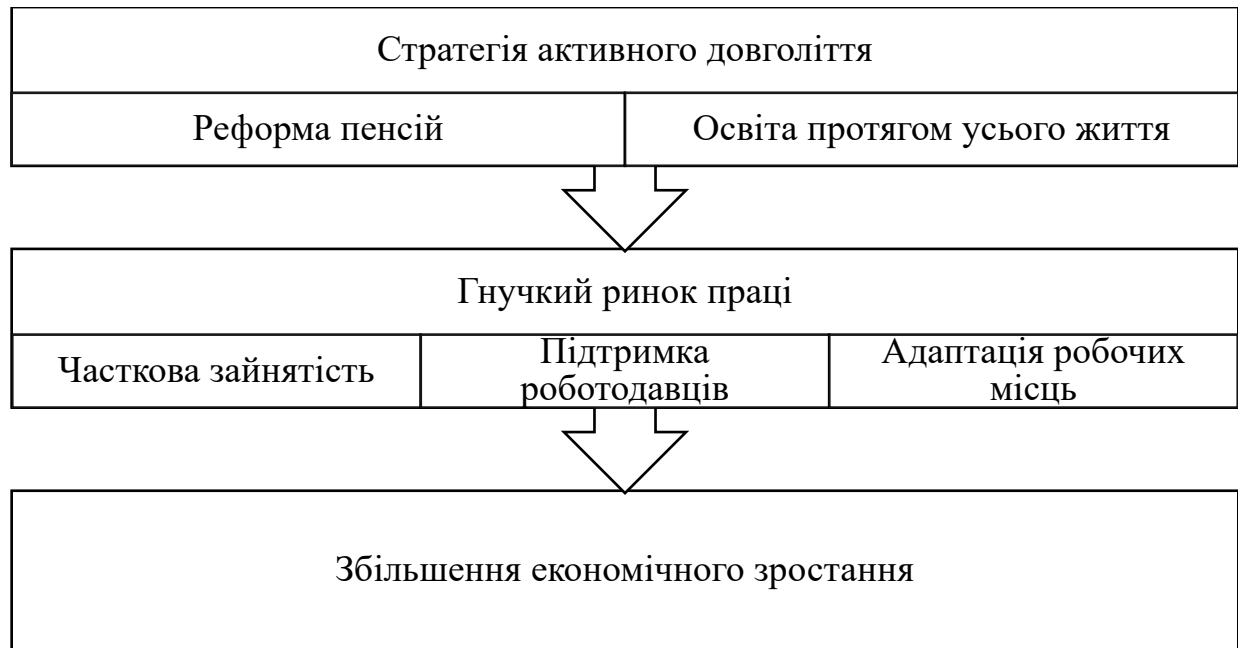 Стратегія активного довголіття
Реформа пенсій
Освіта протягом усього життя
Гнучкий ринок праці
Часткова зайнятість
Підтримка
роботодавців
Адаптація робочих
місць
Збільшення економічного зростання